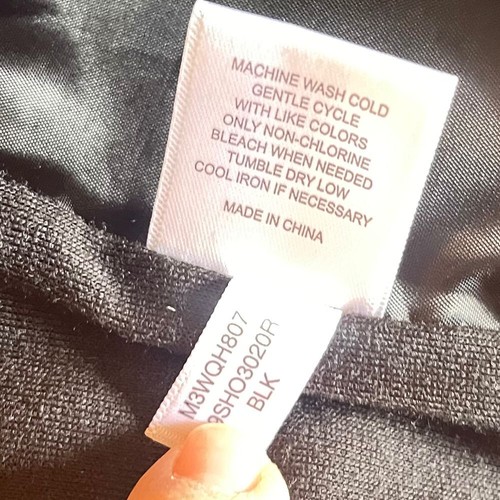 MACHINE WASH COLD
GENTLE CYCLE
WITH LIKE COLORS
ONLY NON-CHLORINE
BLEACH WHEN NEEDED
TUMBLE DRY LOW
COOL IRON IF NECESSARY
MADE IN CHINA
M3WQH807
9SHO3020R
BLK